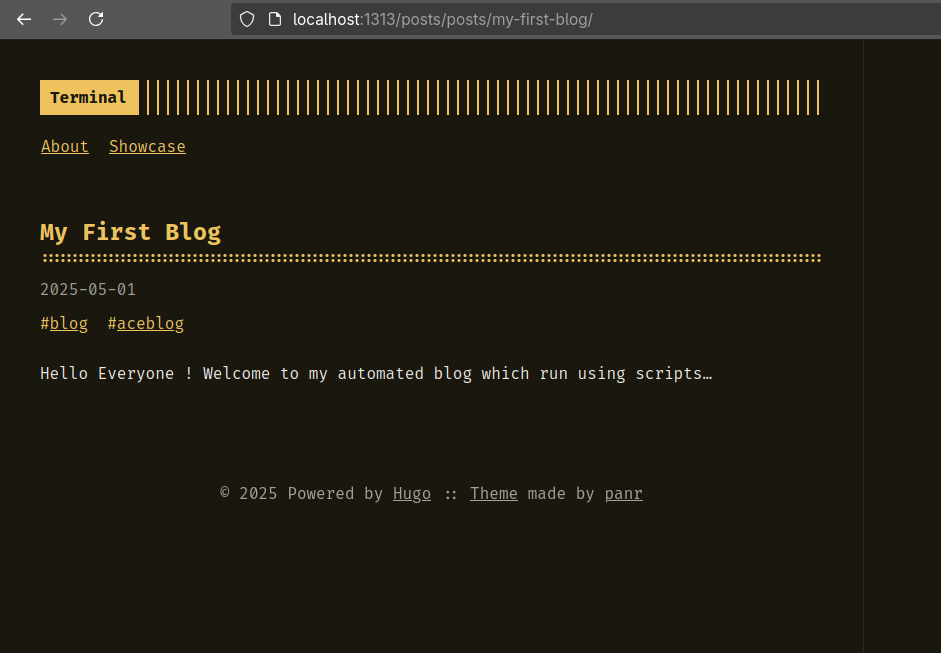 localhost:1313/posts/posts/my-first-blog/
Terminal
About Showcase
My First Blog
2025-05-01
#blog #aceblog
Hello Everyone ! Welcome to my automated blog which run using scripts…
© 2025 Powered by Hugo :: Theme made by panr